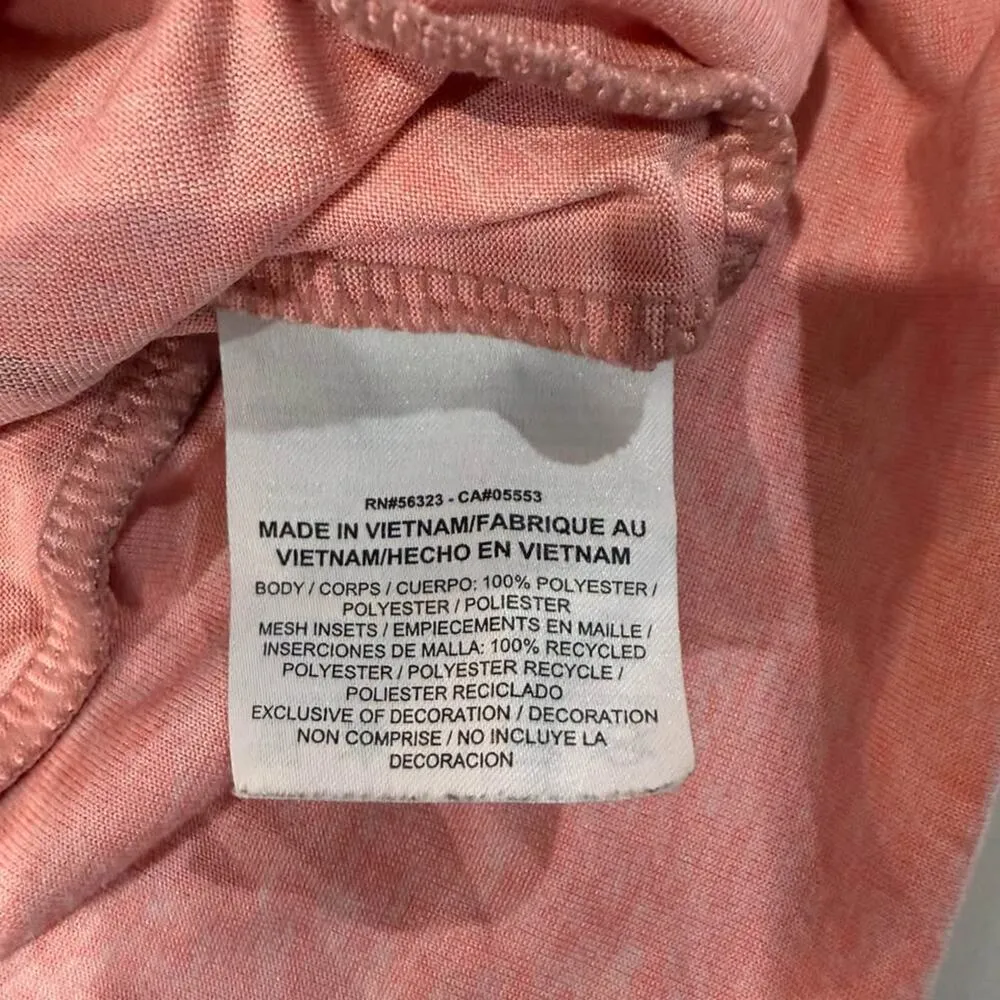 RN#56323 - CA#05553
MADE IN VIETNAM/FABRIQUE AU
VIETNAM/HECHO EN VIETNAM
BODY / CORPS / CUERPO: 100% POLYESTER /
POLYESTER / POLIESTER
MESH INSETS / EMPIECEMENTS EN MAILLE /
INSERCIONES DE MALLA: 100% RECYCLED
POLYESTER / POLYESTER RECYCLE /
POLIESTER RECICLADO
EXCLUSIVE OF DECORATION / DECORATION
NON COMPRISE / NO INCLUYE LA
DECORACION